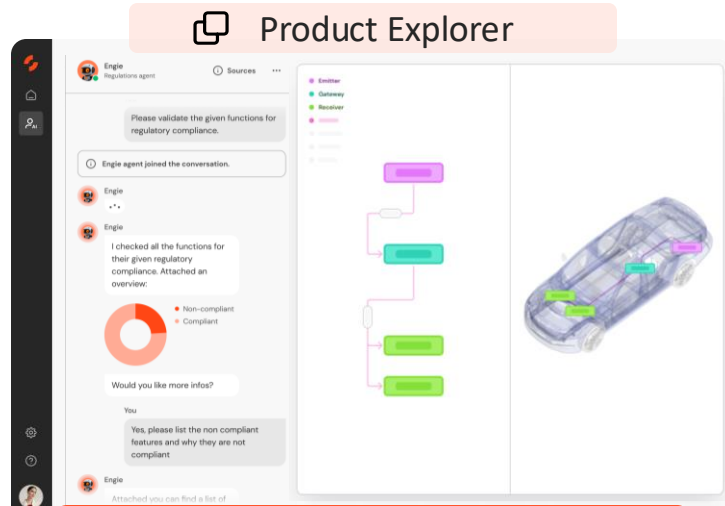 Product Explorer
Engie
Regulations agent
Sources
Please validate the given functions for
regulatory compliance.
Engie agent joined the conversation.
Engie
Engie
I checked all the functions for
their given regulatory
compliance. Attached an
overview:
Non-compliant
Compliant
Would you like more infos?
You
Yes, please list the non compliant
features and why they are not
compliant
Engie
Attached you can find a list of
Emitter
Gateway
Receiver
AI